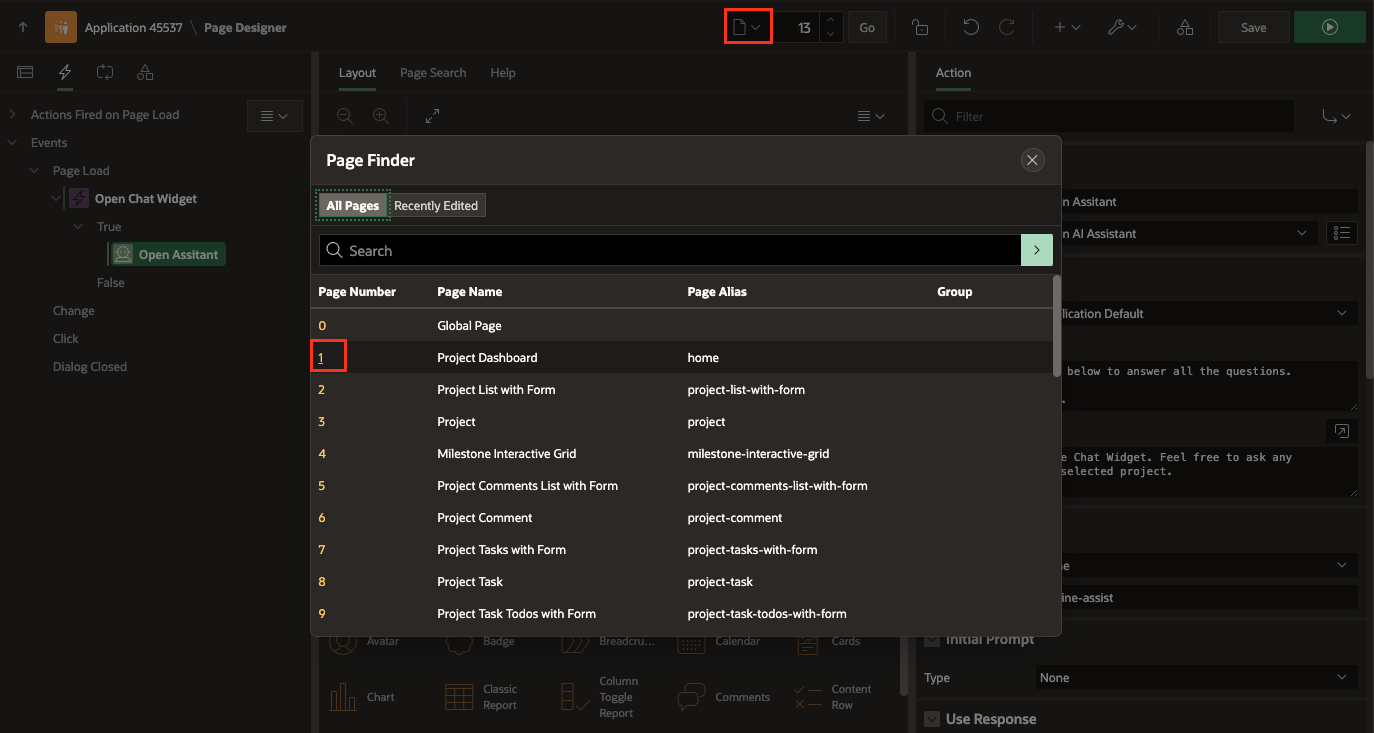 Application 45537 \ Page Designer
13
Go
Save
Layout
Page Search
Help
Action
Actions Fired on Page Load
Filter
Events
Page Load
Open Chat Widget
True
Open Assitant
False
Change
Click
Dialog Closed
Page Finder
All Pages
Recently Edited
Search
Page Number Page Name Page Alias Group
0 Global Page
1 Project Dashboard home
2 Project List with Form project-list-with-form
3 Project project
4 Milestone Interactive Grid milestone-interactive-grid
5 Project Comments List with Form project-comments-list-with-form
6 Project Comment project-comment
7 Project Tasks with Form project-tasks-with-form
8 Project Task project-task
9 Project Task Todos with Form project-task-todos-with-form
n Assitant
n AI Assistant
lication Default
below to answer all the questions.
e Chat Widget. Feel free to ask any
selected project.
ne
ine-assist
Initial Prompt
Type None
Use Response
Avatar
Badge
Breadcru...
Calendar
Cards
Chart
Classic
Report
Column
Toggle
Report
Comments
Content
Row